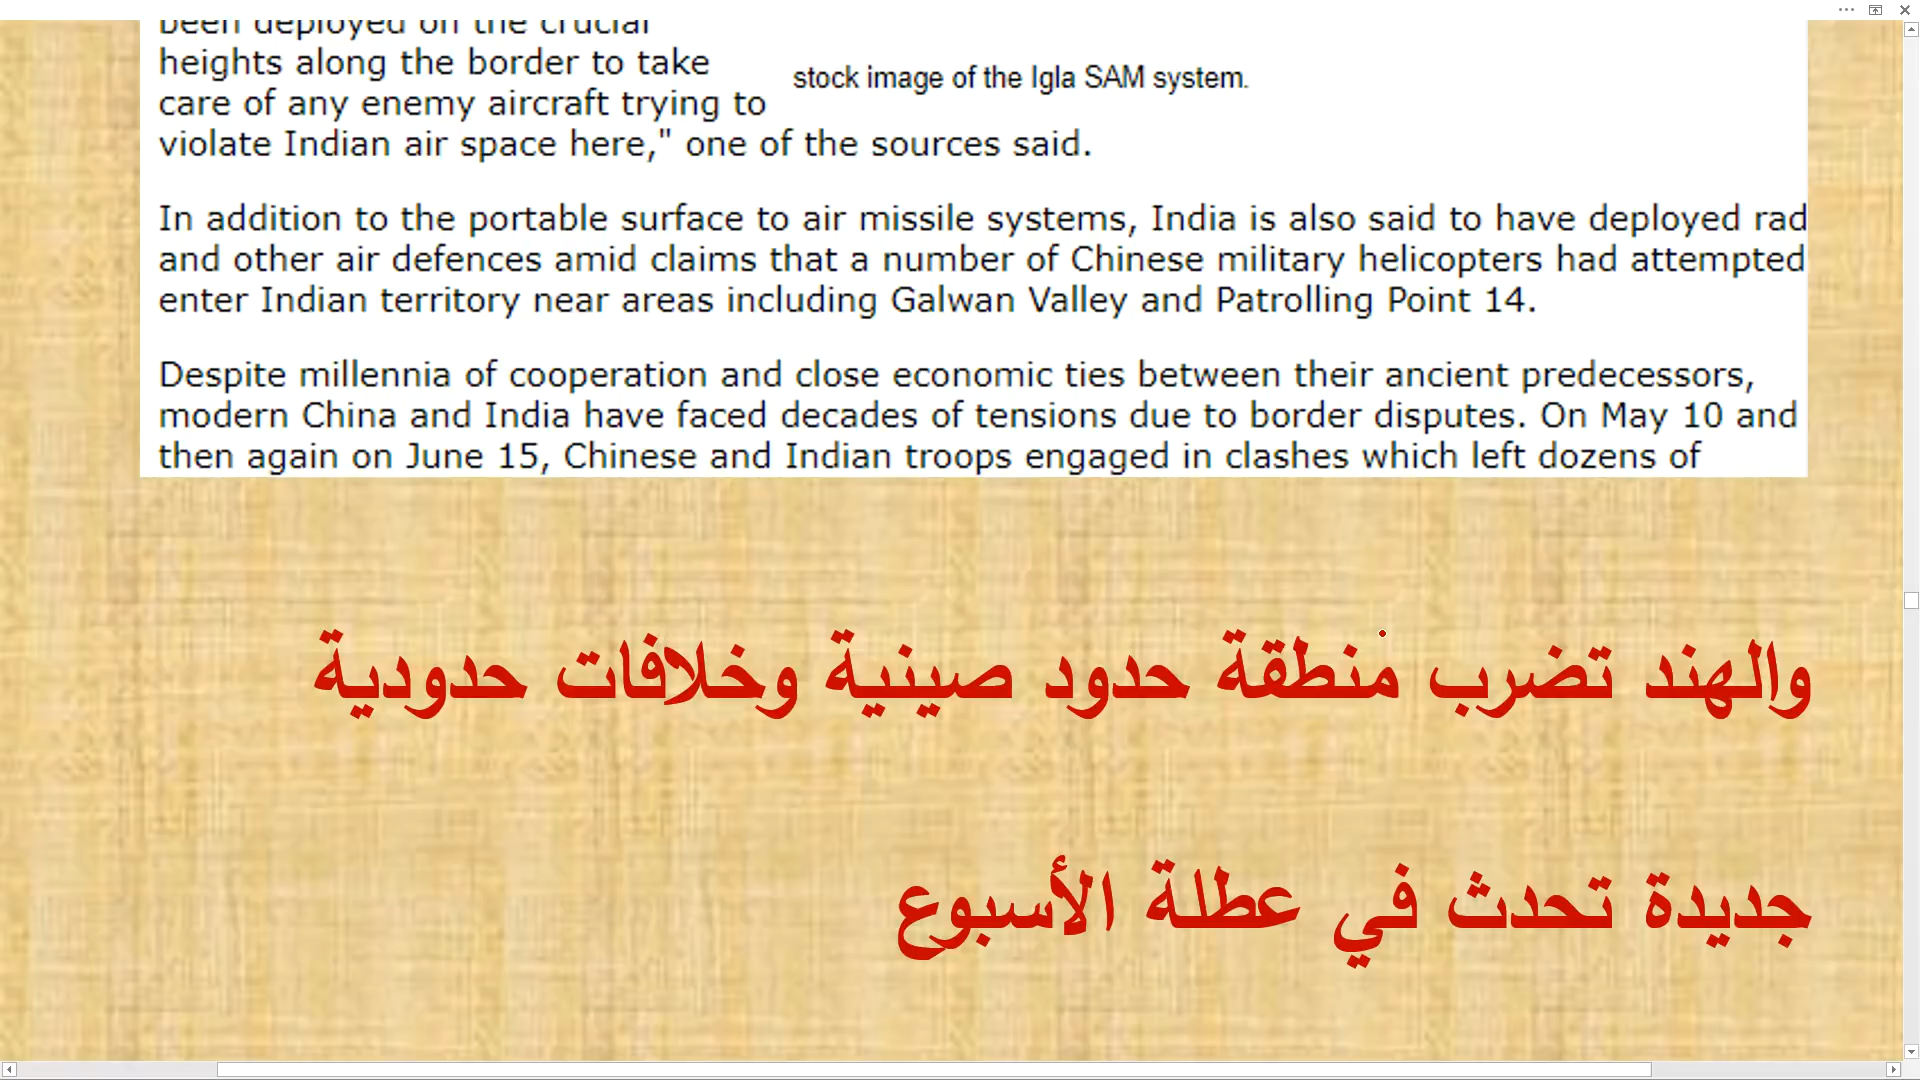 been deployed on the crucial
heights along the border to take
care of any enemy aircraft trying to
stock image of the Igla SAM system.
violate Indian air space here," one of the sources said.
In addition to the portable surface to air missile systems, India is also said to have deployed rad
and other air defences amid claims that a number of Chinese military helicopters had attempted
enter Indian territory near areas including Galwan Valley and Patrolling Point 14.
Despite millennia of cooperation and close economic ties between their ancient predecessors,
modern China and India have faced decades of tensions due to border disputes. On May 10 and
then again on June 15, Chinese and Indian troops engaged in clashes which left dozens of
والهند تضرب منطقة حدود صينية وخلافات حدودية
جديدة تحدث في عطلة الأسبوع